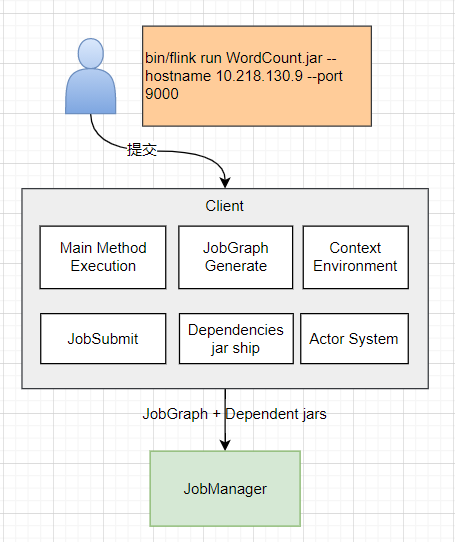 bin/flink run WordCount.jar --
hostname 10.218.130.9 --port
9000
提交
Client
Main Method
Execution
JobGraph
Generate
Context
Environment
JobSubmit
Dependencies
jar ship
Actor System
JobGraph + Dependent jars
JobManager